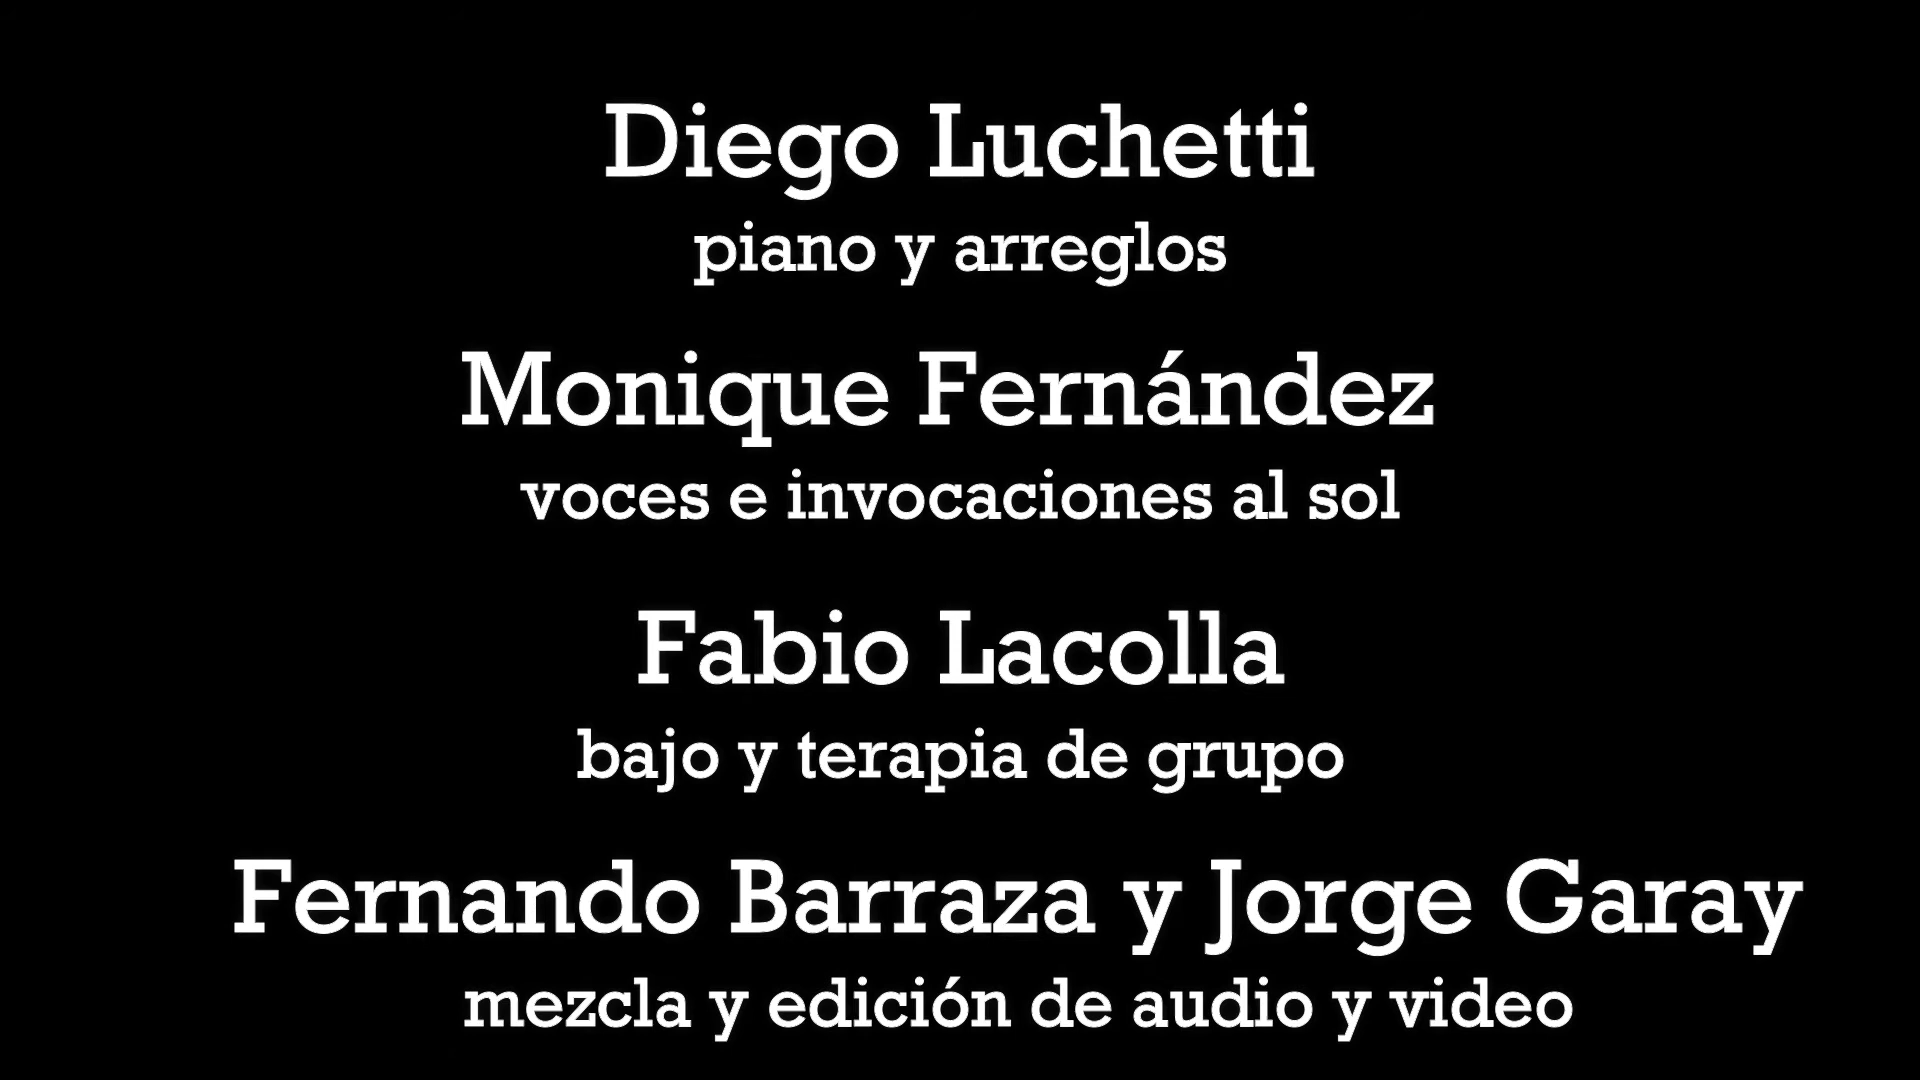 Diego Luchetti
piano y arreglos
Monique Fernández
voces e invocaciones al sol
Fabio Lacolla
bajo y terapia de grupo
Fernando Barraza y Jorge Garay
mezcla y edición de audio y video